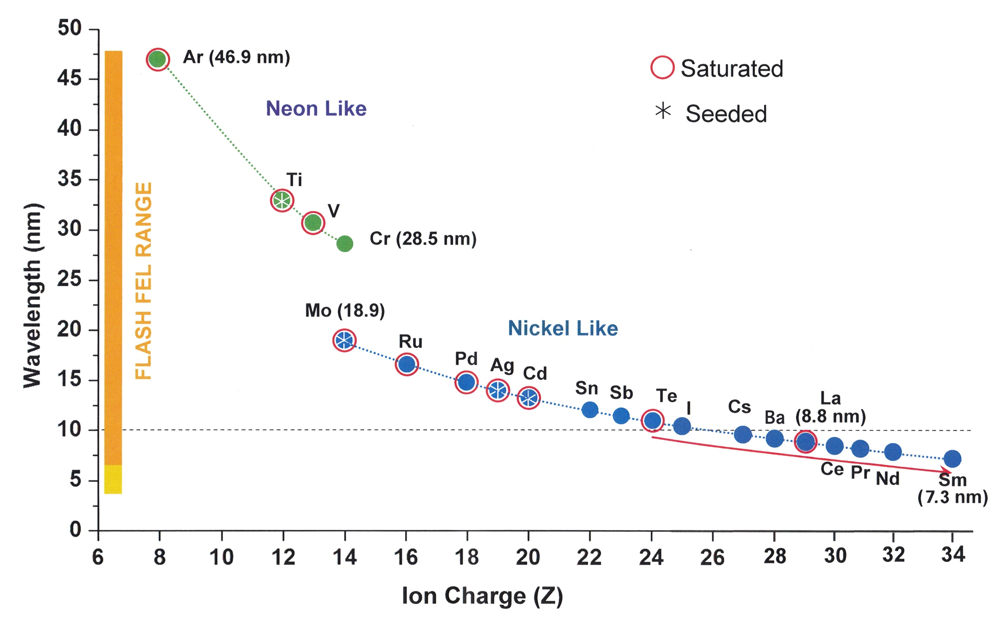 50
45
40
35
30
25
20
15
10
5
0
Wavelength (nm)
FLASH FEL RANGE
Ar (46.9 nm)
Neon Like
Saturated
Seeded
Ti
V
Cr (28.5 nm)
Mo (18.9)
Nickel Like
Ru
Pd
Ag
Cd
Sn
Sb
Te
I
Cs
Ba
La
(8.8 nm)
Ce
Pr
Nd
Sm
(7.3 nm)
6 8 10 12 14 16 18 20 22 24 26 28 30 32 34
Ion Charge (Z)